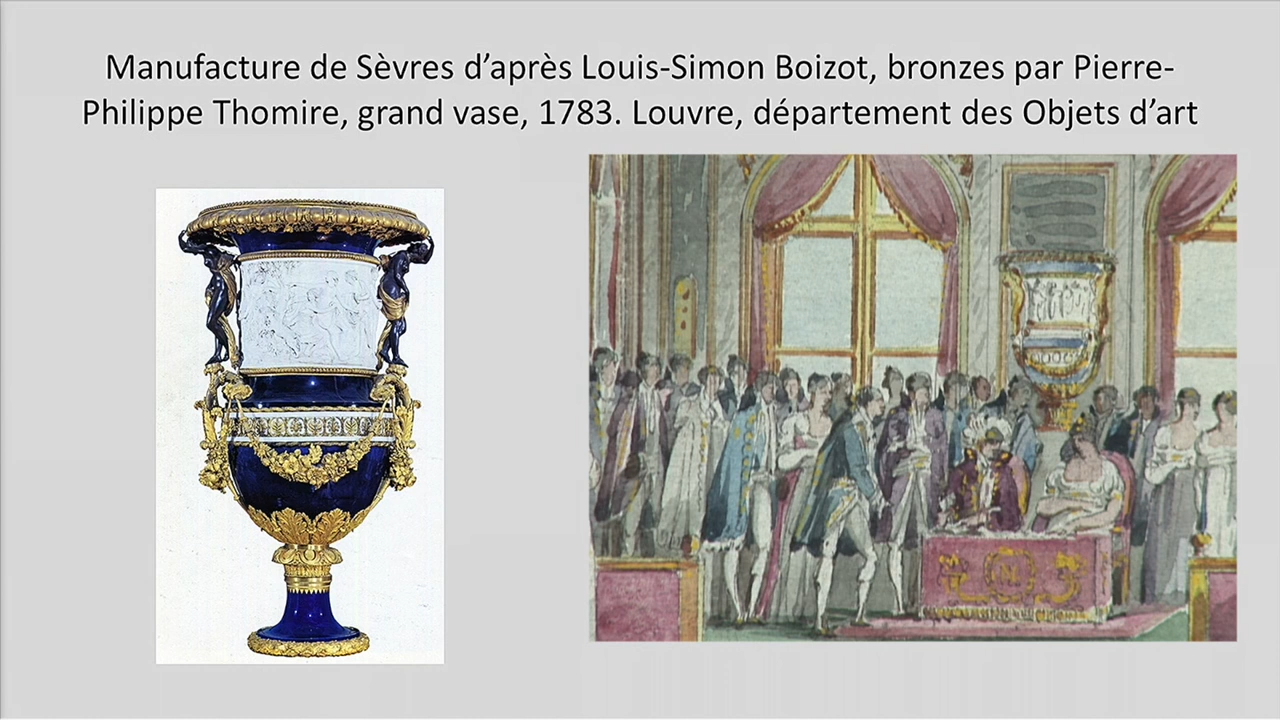 Manufacture de Sèvres d’après Louis-Simon Boizot, bronzes par Pierre-
Philippe Thomire, grand vase, 1783. Louvre, département des Objets d’art